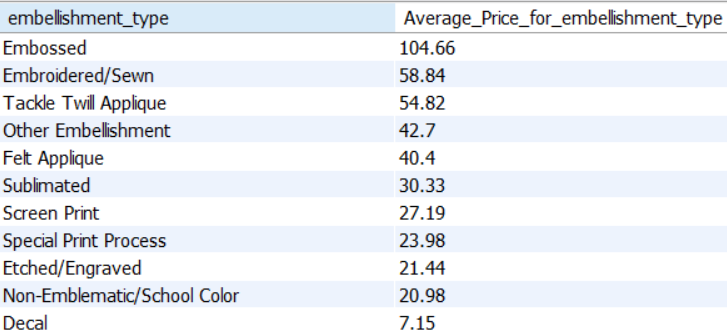 embellishment_type Average_Price_for_embellishment_type
Embossed 104.66
Embroidered/Sewn 58.84
Tackle Twill Applique 54.82
Other Embellishment 42.7
Felt Applique 40.4
Sublimated 30.33
Screen Print 27.19
Special Print Process 23.98
Etched/Engraved 21.44
Non-Emblematic/School Color 20.98
Decal 7.15